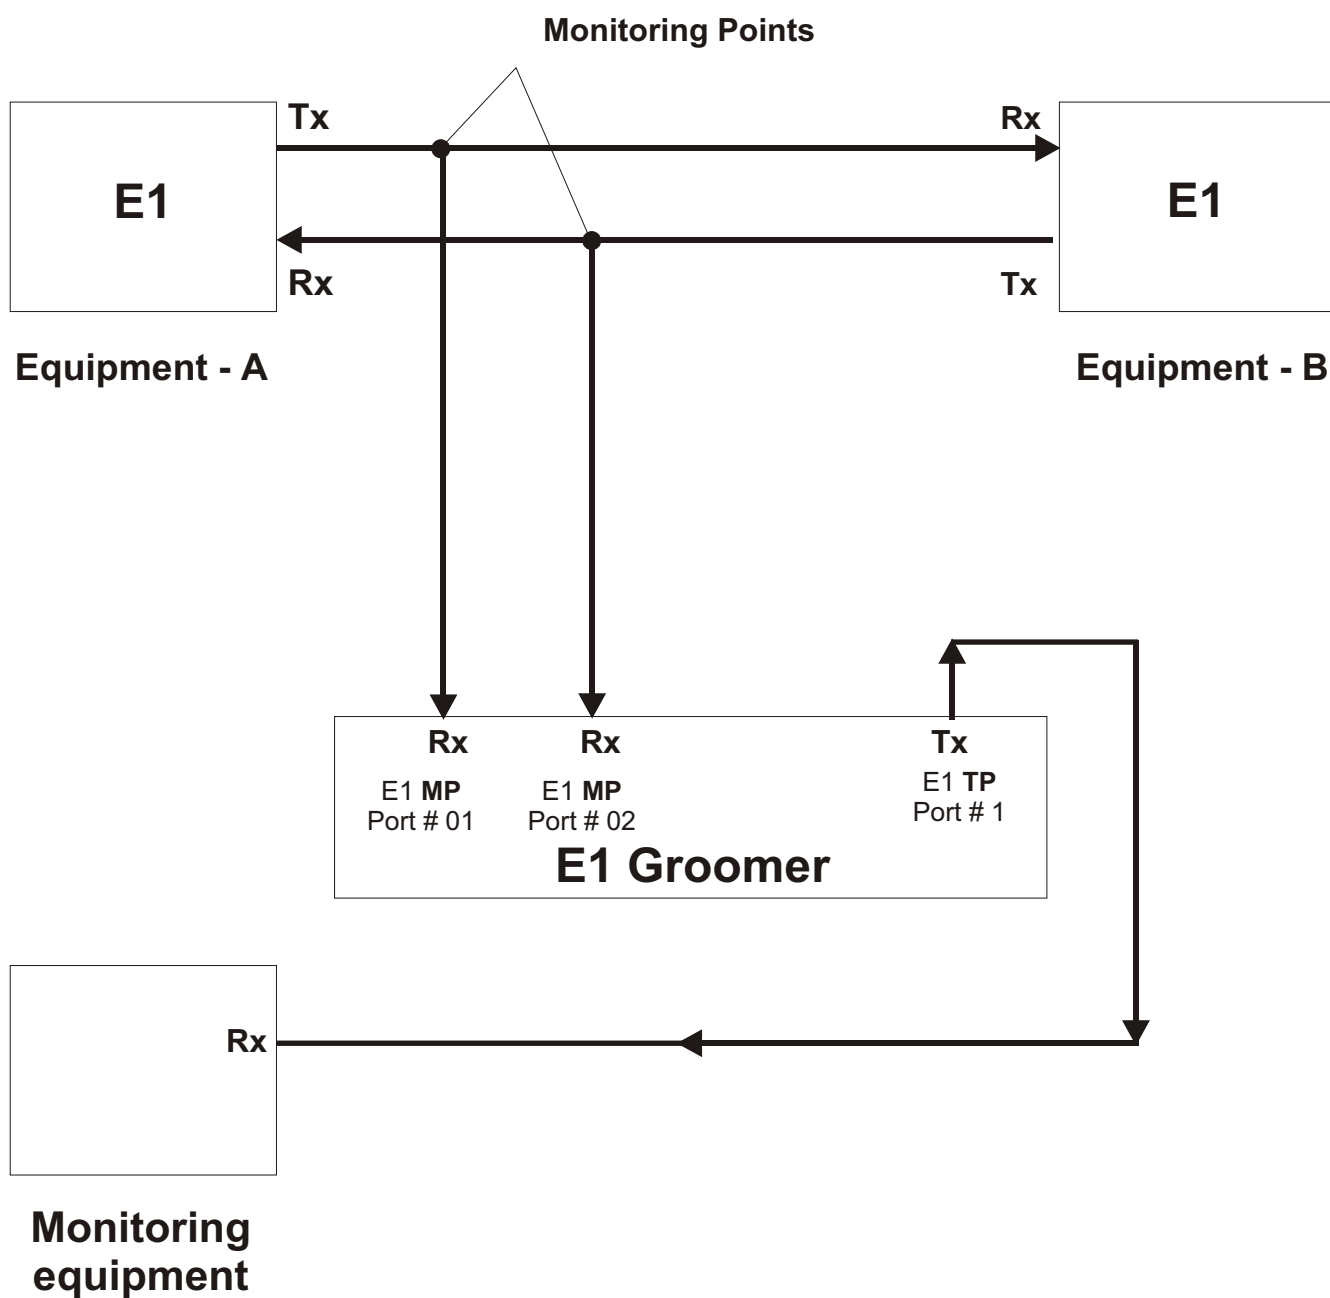 Monitoring Points
Tx
Rx
E1
E1
Rx
Tx
Equipment - A
Equipment - B
Rx
Rx
Tx
E1 MP
Port # 01
E1 MP
Port # 02
E1 TP
Port # 1
E1 Groomer
Rx
Monitoring
equipment